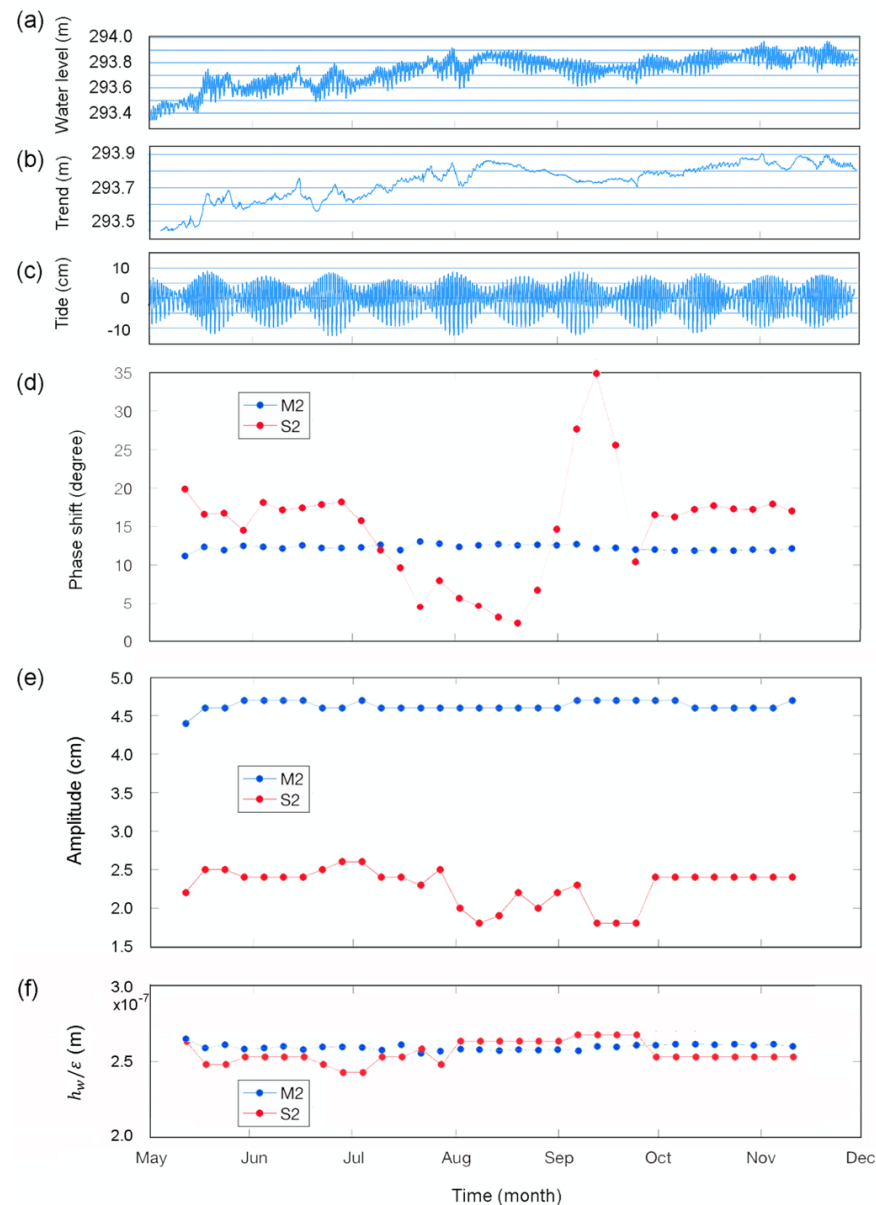 (a)
Water level (m)
294.0
293.8
293.6
293.4
(b)
Trend (m)
293.9
293.7
293.5
(c)
Tide (cm)
10
0
-10
(d)
Phase shift (degree)
35
30
25
20
15
10
5
0
M2
S2
(e)
Amplitude (cm)
5.0
4.5
4.0
3.5
3.0
2.5
2.0
1.5
M2
S2
(f)
h_w/ε (m)
3.0
x10⁻⁷
2.5
2.0
M2
S2
May Jun Jul Aug Sep Oct Nov Dec
Time (month)